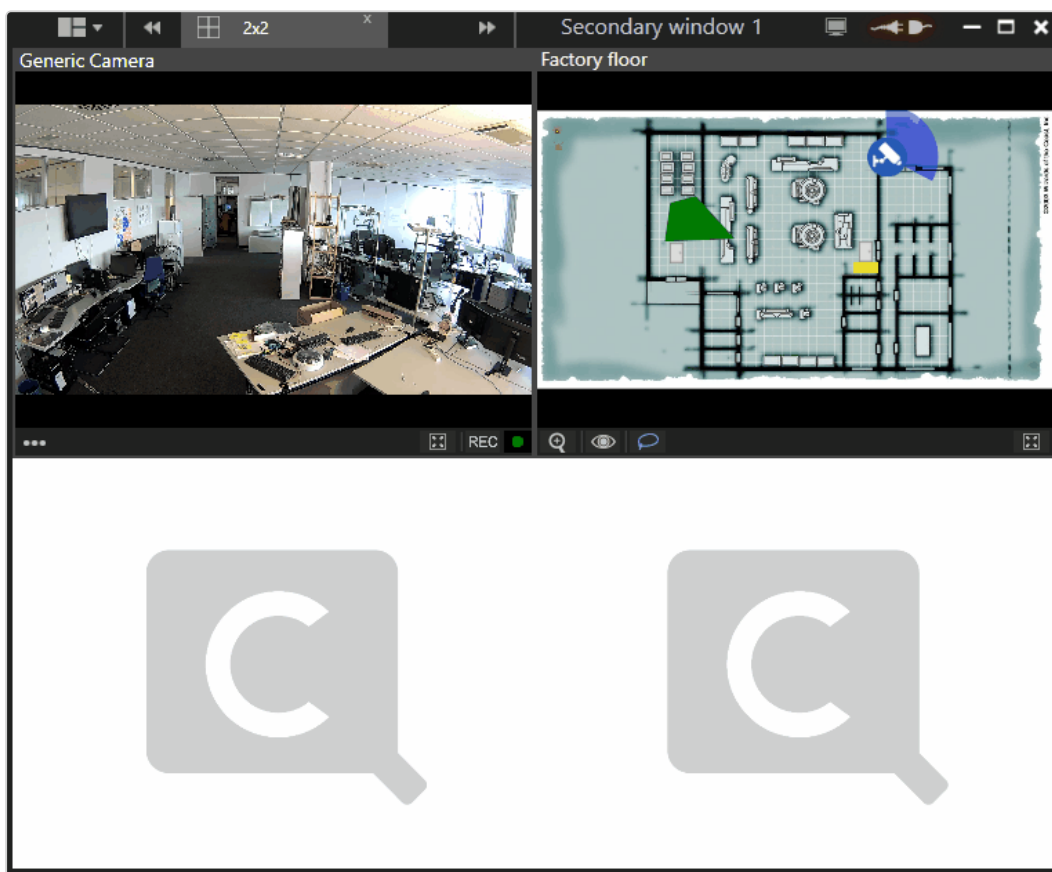 2x2
x
Secondary window 1
Generic Camera
Factory floor
REC